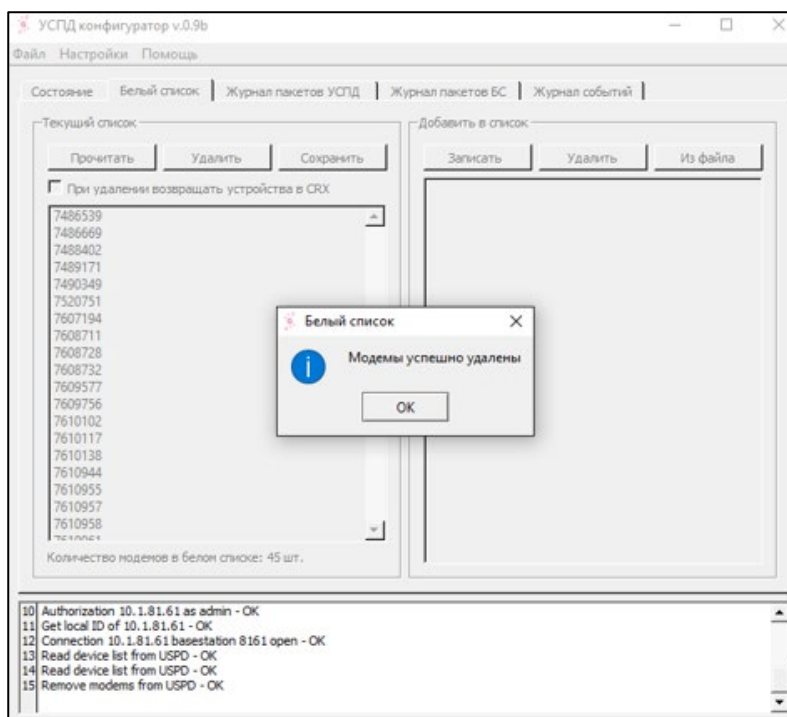 УСПД конфигуратор v.0.9b
Файл Настройки Помощь
Состояние Белый список Журнал пакетов УСПД Журнал пакетов БС Журнал событий
Текущий список
Добавить в список
Прочитать Удалить Сохранить
Записать Удалить Из файла
При удалении возвращать устройства в CRX
7486539
7486669
7488402
7489171
7490349
7520751
7607194
7608711
7608728
7608732
7609577
7609756
7610102
7610117
7610138
7610944
7610955
7610957
7610958
7610961
Количество модемов в белом списке: 45 шт.
Белый список
Модемы успешно удалены
OK
10 Authorization 10.1.81.61 as admin - OK
11 Get local ID of 10.1.81.61 - OK
12 Connection 10.1.81.61 basestation 8161 open - OK
13 Read device list from USPD - OK
14 Read device list from USPD - OK
15 Remove modems from USPD - OK